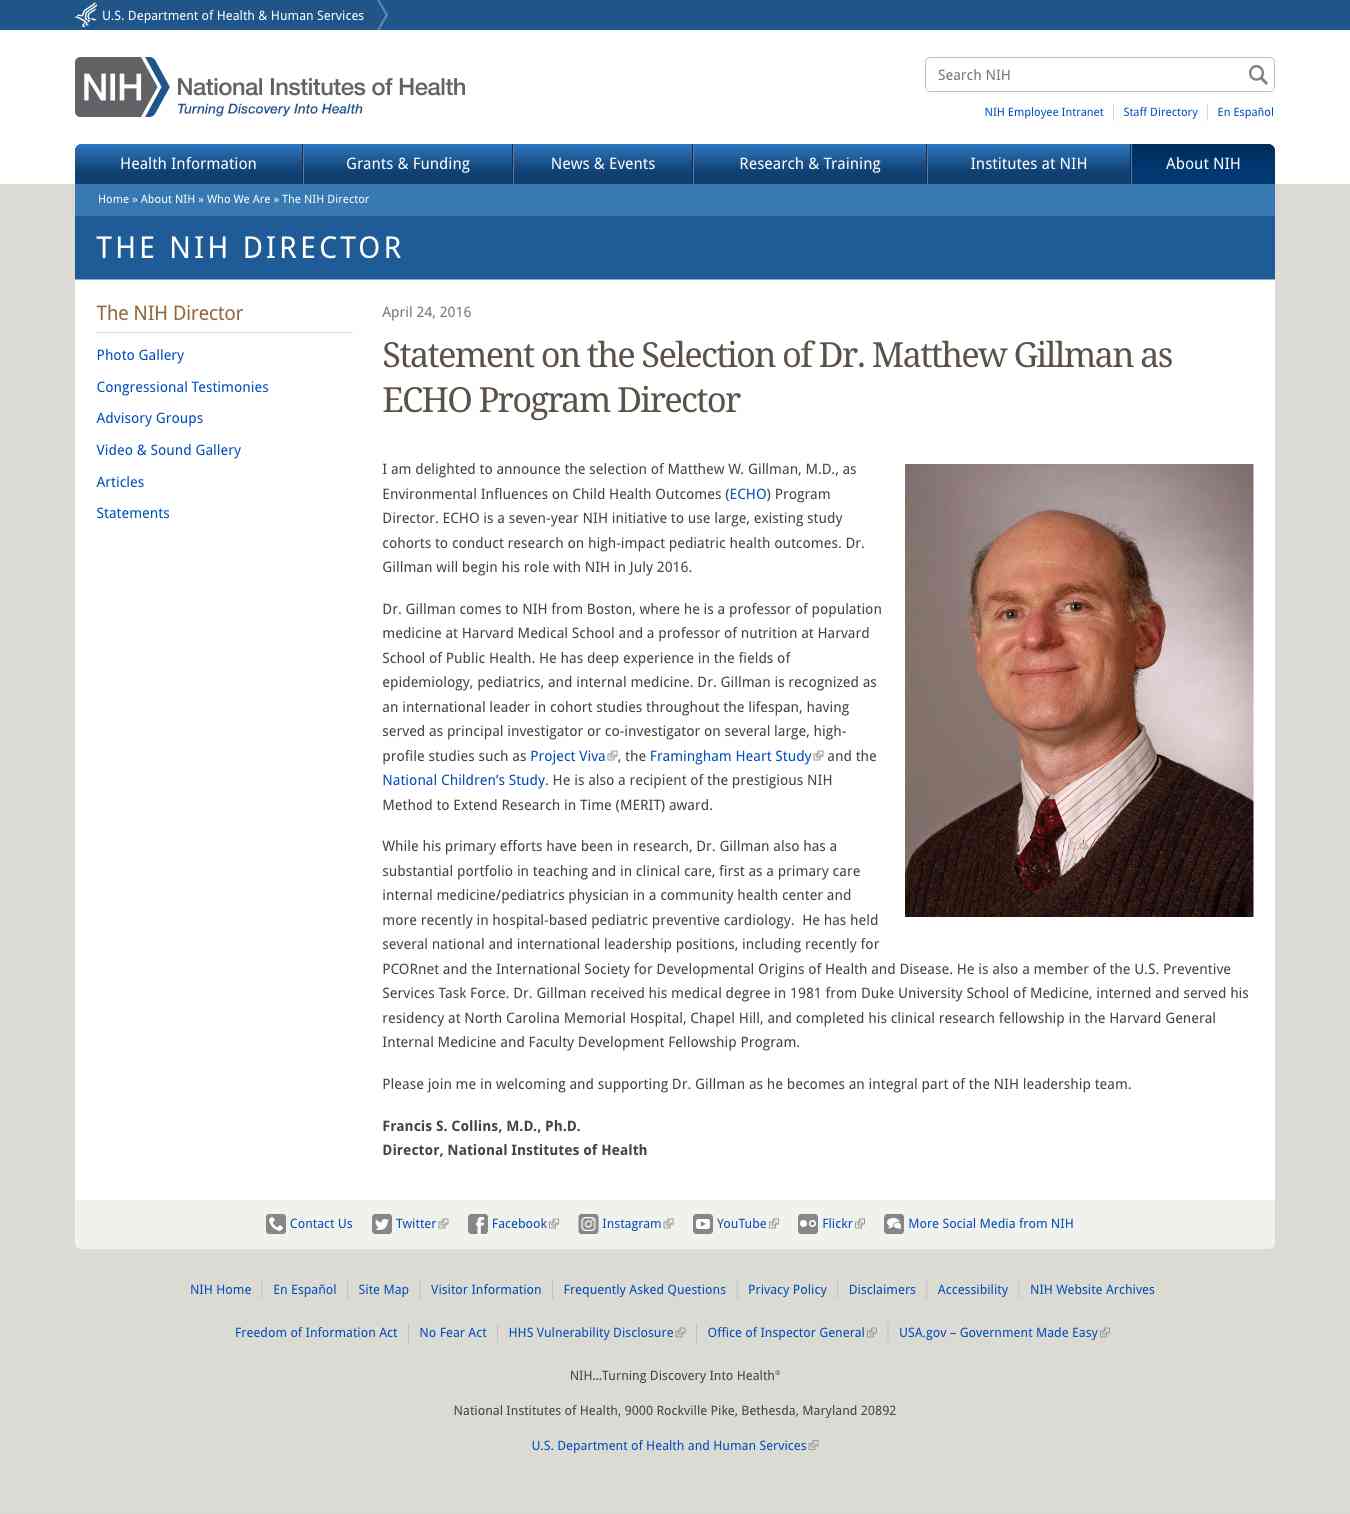 U.S. Department of Health & Human Services
NIH
National Institutes of Health
Turning Discovery Into Health
Search NIH
NIH Employee Intranet
Staff Directory
En Español
Health Information
Grants & Funding
News & Events
Research & Training
Institutes at NIH
About NIH
Home » About NIH » Who We Are » The NIH Director
THE NIH DIRECTOR
The NIH Director
Photo Gallery
Congressional Testimonies
Advisory Groups
Video & Sound Gallery
Articles
Statements
April 24, 2016
Statement on the Selection of Dr. Matthew Gillman as
ECHO Program Director
I am delighted to announce the selection of Matthew W. Gillman, M.D., as
Environmental Influences on Child Health Outcomes (ECHO) Program
Director. ECHO is a seven-year NIH initiative to use large, existing study
cohorts to conduct research on high-impact pediatric health outcomes. Dr.
Gillman will begin his role with NIH in July 2016.
Dr. Gillman comes to NIH from Boston, where he is a professor of population
medicine at Harvard Medical School and a professor of nutrition at Harvard
School of Public Health. He has deep experience in the fields of
epidemiology, pediatrics, and internal medicine. Dr. Gillman is recognized as
an international leader in cohort studies throughout the lifespan, having
served as principal investigator or co-investigator on several large, high-
profile studies such as Project Viva, the Framingham Heart Study and the
National Children’s Study. He is also a recipient of the prestigious NIH
Method to Extend Research in Time (MERIT) award.
While his primary efforts have been in research, Dr. Gillman also has a
substantial portfolio in teaching and in clinical care, first as a primary care
internal medicine/pediatrics physician in a community health center and
more recently in hospital-based pediatric preventive cardiology.  He has held
several national and international leadership positions, including recently for
PCORnet and the International Society for Developmental Origins of Health and Disease. He is also a member of the U.S. Preventive
Services Task Force. Dr. Gillman received his medical degree in 1981 from Duke University School of Medicine, interned and served his
residency at North Carolina Memorial Hospital, Chapel Hill, and completed his clinical research fellowship in the Harvard General
Internal Medicine and Faculty Development Fellowship Program.
Please join me in welcoming and supporting Dr. Gillman as he becomes an integral part of the NIH leadership team.
Francis S. Collins, M.D., Ph.D.
Director, National Institutes of Health
Contact Us
Twitter
Facebook
Instagram
YouTube
Flickr
More Social Media from NIH
NIH Home
En Español
Site Map
Visitor Information
Frequently Asked Questions
Privacy Policy
Disclaimers
Accessibility
NIH Website Archives
Freedom of Information Act
No Fear Act
HHS Vulnerability Disclosure
Office of Inspector General
USA.gov – Government Made Easy
NIH…Turning Discovery Into Health®
National Institutes of Health, 9000 Rockville Pike, Bethesda, Maryland 20892
U.S. Department of Health and Human Services